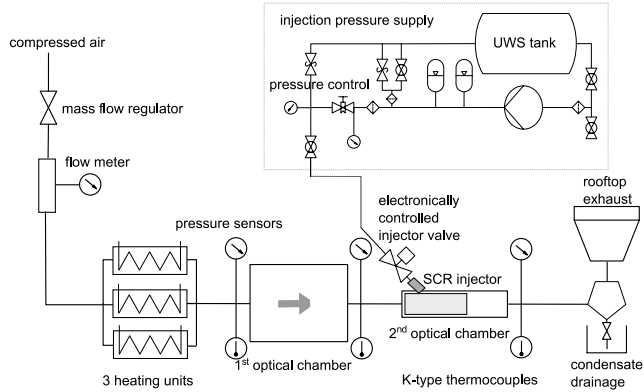 injection pressure supply
UWS tank
compressed air
pressure control
mass flow regulator
flow meter
electronically
controlled
injector valve
rooftop
exhaust
pressure sensors
SCR injector
1st optical chamber
2nd optical chamber
3 heating units
K-type thermocouples
condensate
drainage